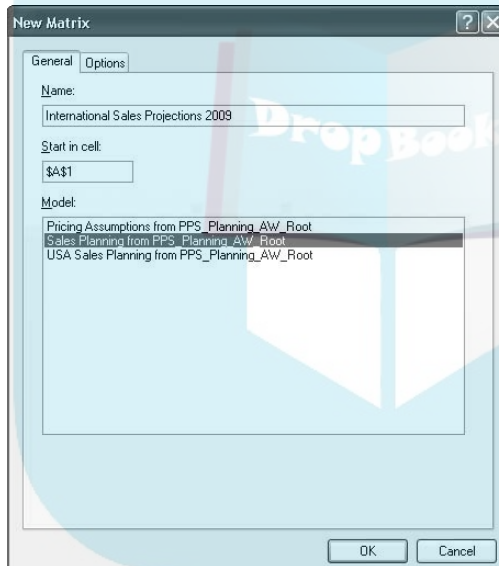 New Matrix
General Options
Name:
International Sales Projections 2009
Start in cell:
$A$1
Model:
Pricing Assumptions from PPS_Planning_AW_Root
Sales Planning from PPS_Planning_AW_Root
USA Sales Planning from PPS_Planning_AW_Root
DropBook
OK Cancel